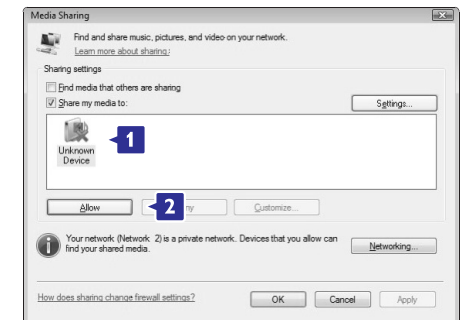 Media Sharing
Find and share music, pictures, and video on your network.
Learn more about sharing:
Sharing settings
Find media that others are sharing
Share my media to:
Settings...
1
Unknown
Device
Allow
2
ny
Customize...
Your network (Network 2) is a private network. Devices that you allow can
find your shared media.
Networking...
How does sharing change firewall settings?
OK
Cancel
Apply